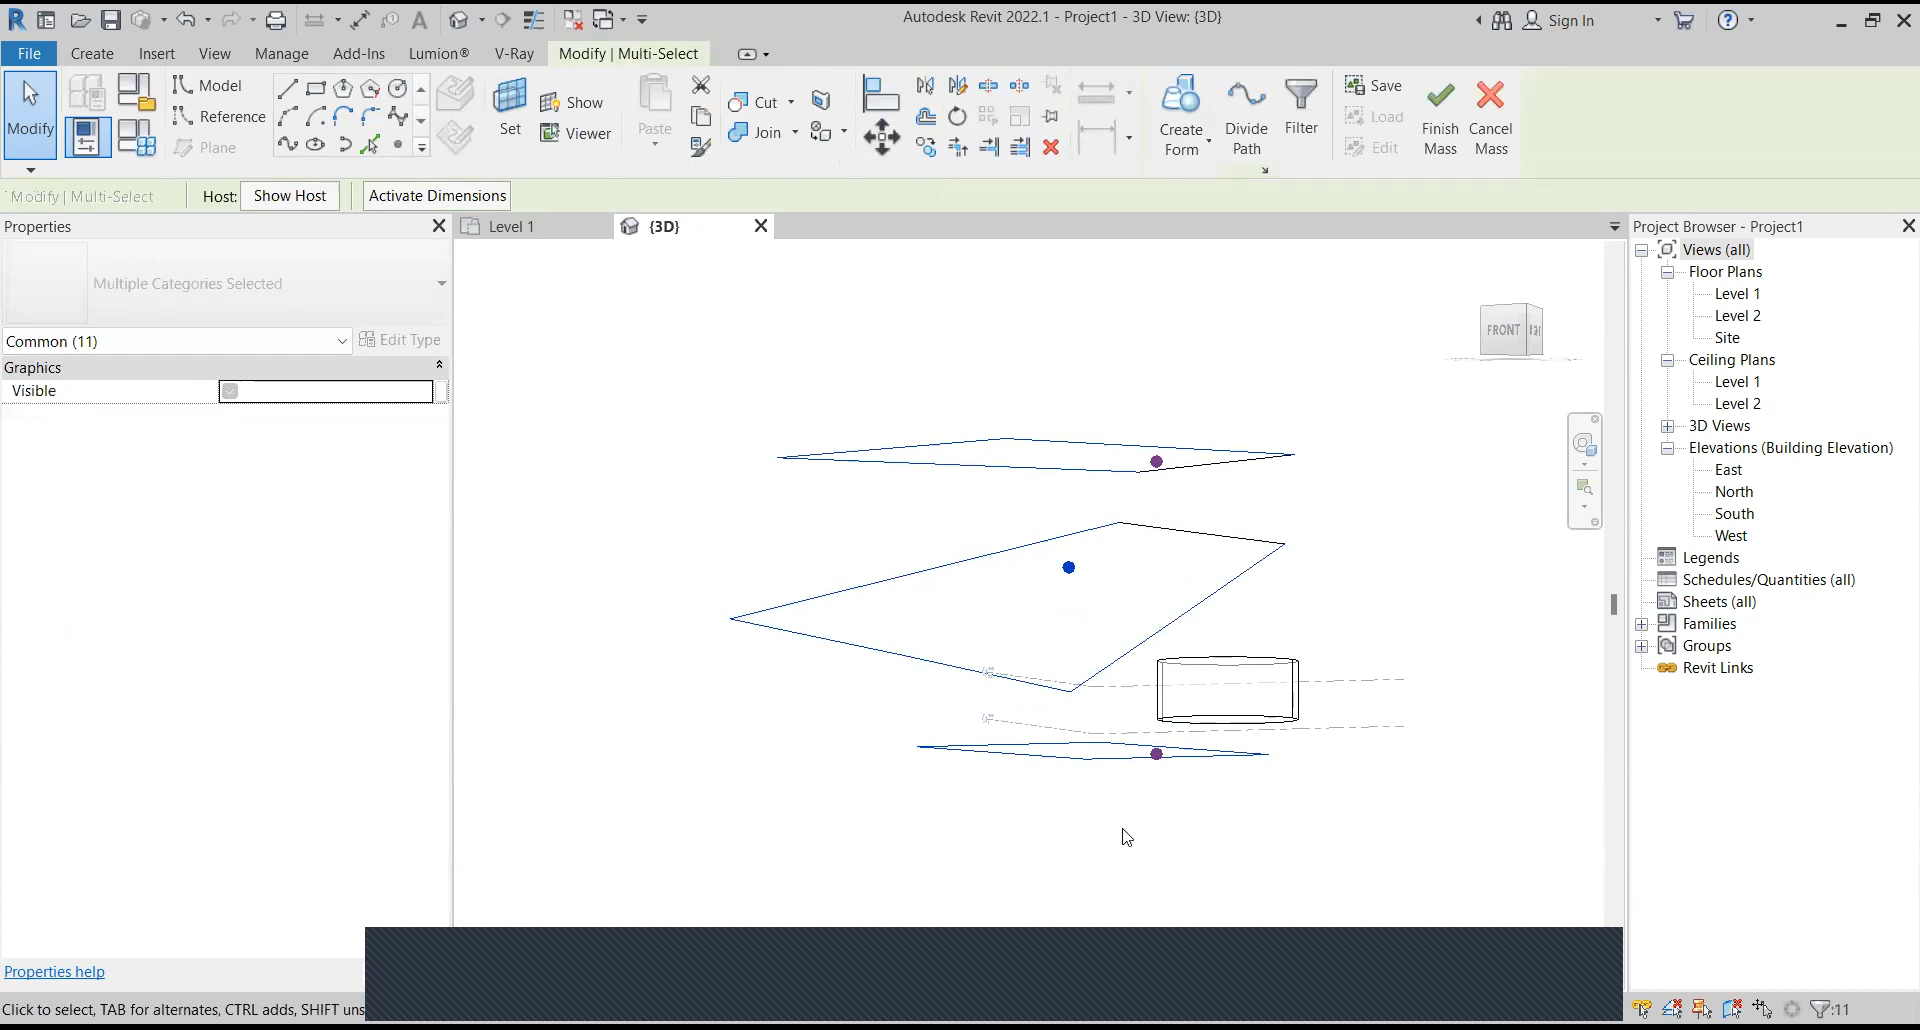 Autodesk Revit 2022.1 - Project1 - 3D View: {3D}
Sign In
File Create Insert View Manage Add-Ins Lumion® V-Ray Modify | Multi-Select
Modify
Model
Reference
Plane
Set
Show
Viewer
Paste
Cut
Join
Create Form
Divide Path
Filter
Save
Load
Edit
Finish Mass
Cancel Mass
Modify | Multi-Select Host: Show Host Activate Dimensions
Properties
Multiple Categories Selected
Common (11) Edit Type
Graphics
Visible
Properties help
Level 1 {3D}
FRONT
Project Browser - Project1
Views (all)
Floor Plans
Level 1
Level 2
Site
Ceiling Plans
Level 1
Level 2
3D Views
Elevations (Building Elevation)
East
North
South
West
Legends
Schedules/Quantities (all)
Sheets (all)
Families
Groups
Revit Links
Click to select, TAB for alternates, CTRL adds, SHIFT uns
:11